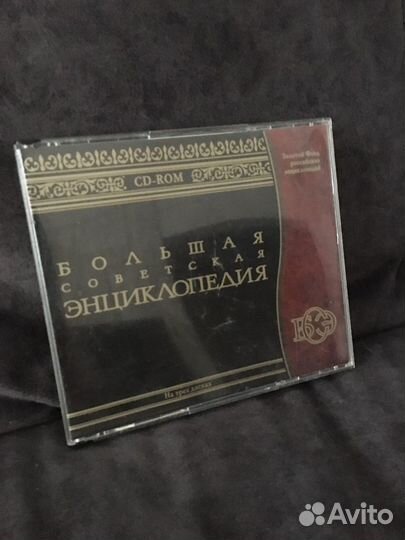 Золотой Фонд
российских
энциклопедий
CD-ROM
БОЛЬШАЯ
СОВЕТСКАЯ
ЭНЦИКЛОПЕДИЯ
БСЭ
На трех дисках
Avito